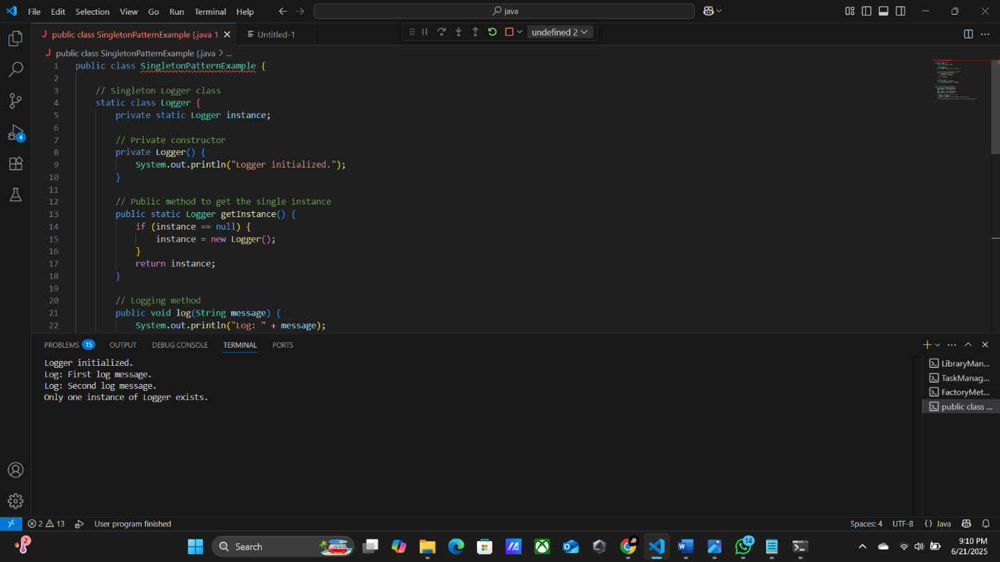 File Edit Selection View Go Run Terminal Help java
public class SingletonPatternExample {.java 1 Untitled-1 undefined 2
public class SingletonPatternExample {.java > ...
1 public class SingletonPatternExample {
2
3 // Singleton Logger class
4 static class Logger {
5 private static Logger instance;
6
7 // Private constructor
8 private Logger() {
9 System.out.println("Logger initialized.");
10 }
11
12 // Public method to get the single instance
13 public static Logger getInstance() {
14 if (instance == null) {
15 instance = new Logger();
16 }
17 return instance;
18 }
19
20 // Logging method
21 public void log(String message) {
22 System.out.println("Log: " + message);
4
PROBLEMS 15 OUTPUT DEBUG CONSOLE TERMINAL PORTS
Logger initialized.
Log: First log message.
Log: Second log message.
Only one instance of Logger exists.
LibraryMan...
TaskManag...
FactoryMet...
public class ...
2 13 User program finished Spaces: 4 UTF-8 {} Java
2 Search 14 9:10 PM
6/21/2025